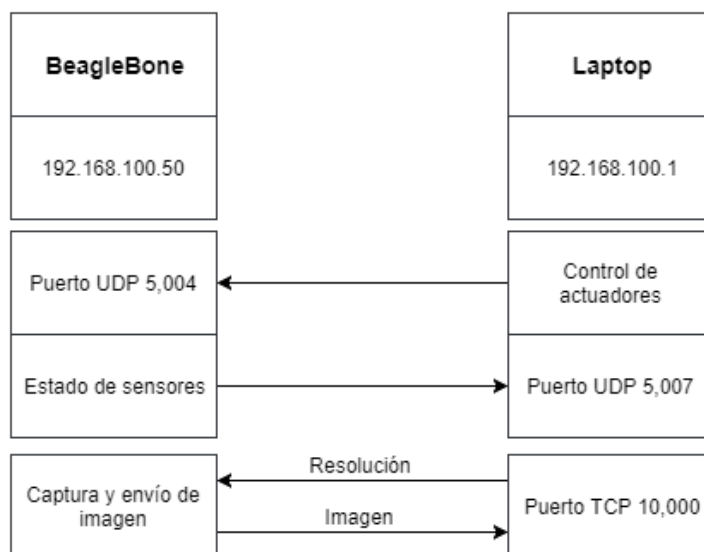 BeagleBone
Laptop
192.168.100.50
192.168.100.1
Puerto UDP 5,004
Control de
actuadores
Estado de sensores
Puerto UDP 5,007
Captura y envío de
imagen
Resolución
Imagen
Puerto TCP 10,000